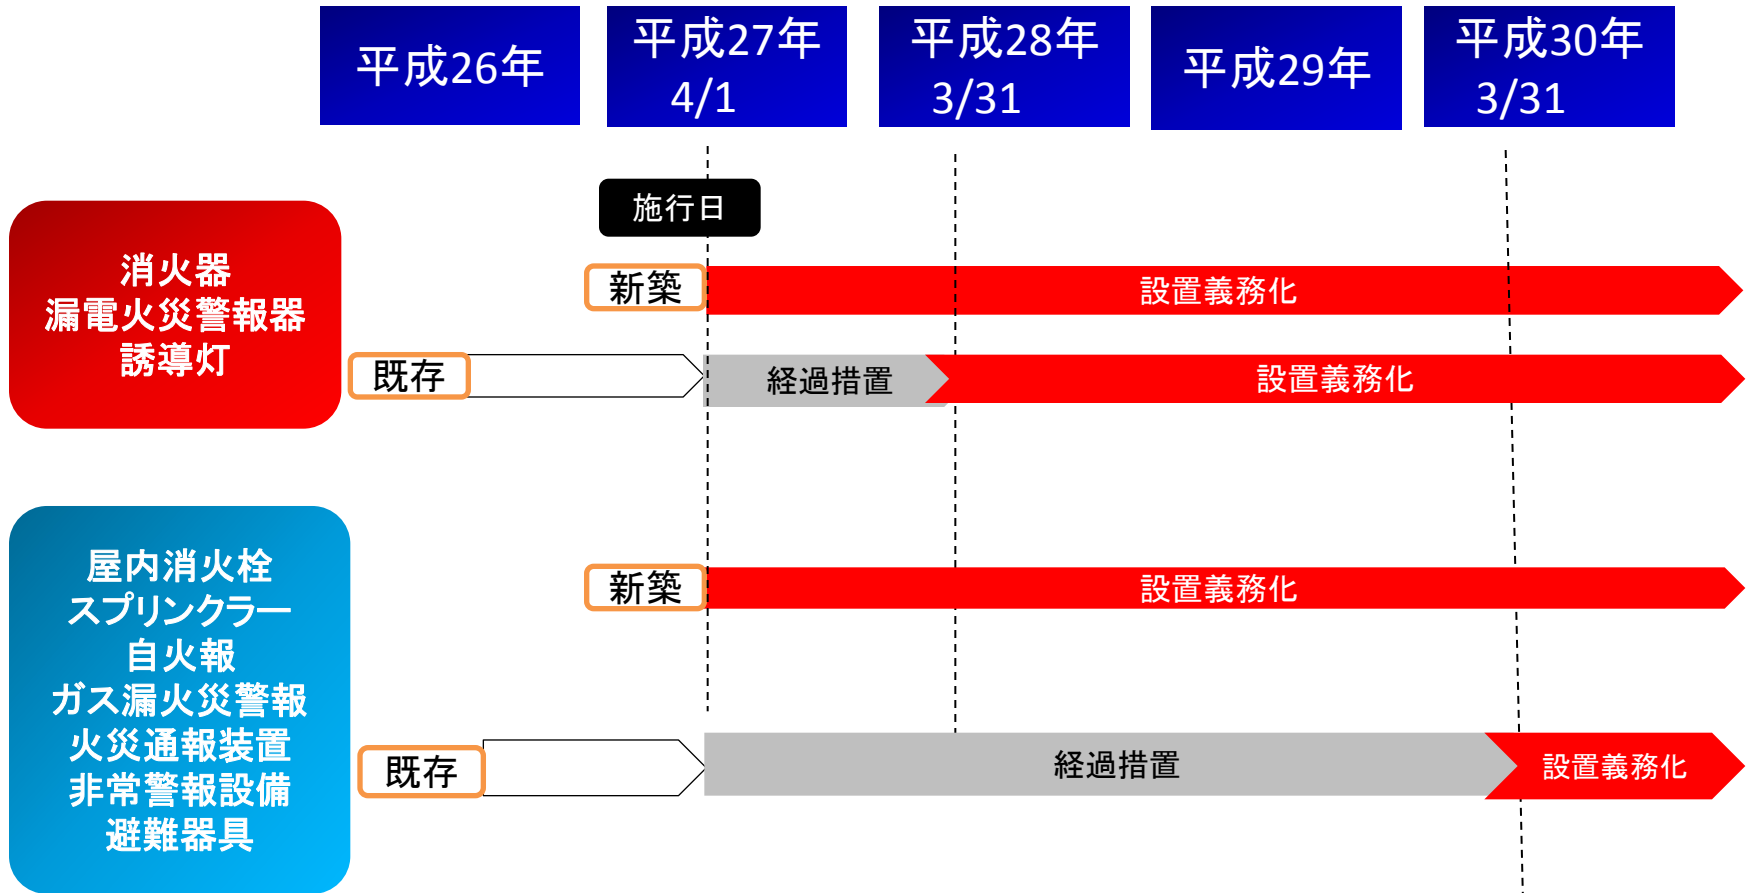 平成26年
平成27年
4/1
平成28年
3/31
平成29年
平成30年
3/31
施行日
消火器
漏電火災警報器
誘導灯
新築
設置義務化
既存
経過措置
設置義務化
屋内消火栓
スプリンクラー
自火報
ガス漏火災警報
火災通報装置
非常警報設備
避難器具
新築
設置義務化
既存
経過措置
設置義務化